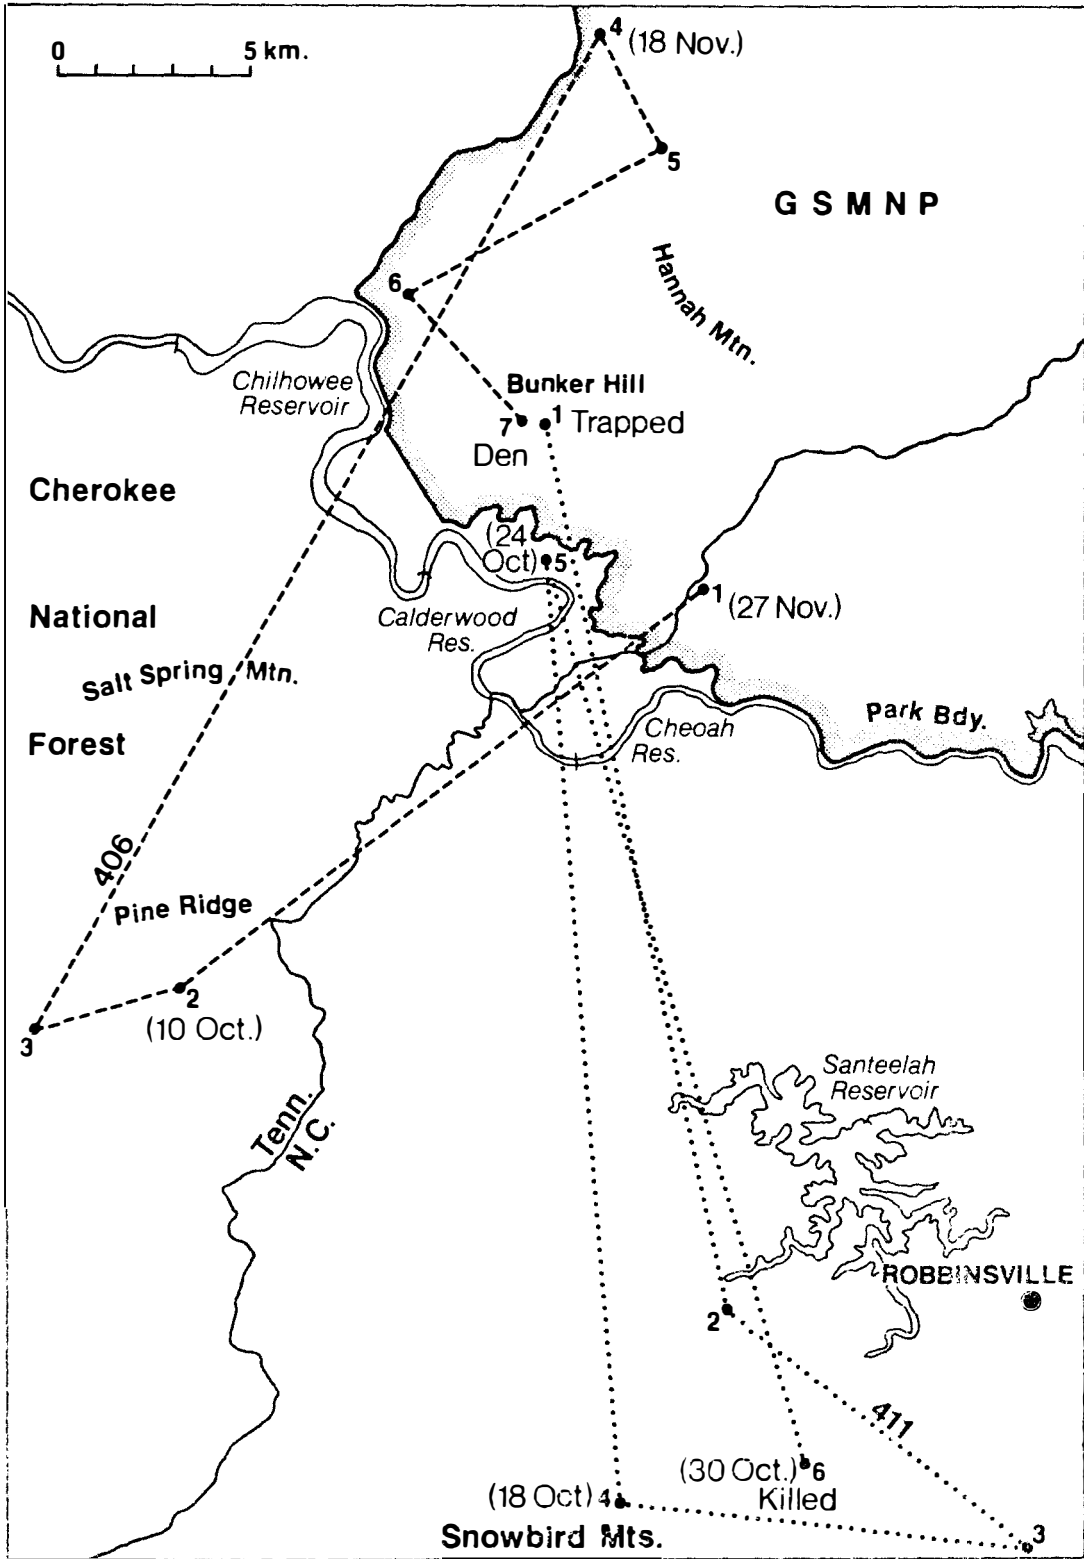 0 5 km.
4 (18 Nov.)
5
G S M N P
Hannah Mtn.
6
Chilhowee
Reservoir
Bunker Hill
7
1 Trapped
Den
Cherokee
(24
Oct) 5
1
(27 Nov.)
National
Calderwood
Res.
Salt Spring Mtn.
Forest
Cheoah
Res.
Park Bdy.
406
Pine Ridge
2
(10 Oct.)
3
Tenn.
N.C.
Santeelah
Reservoir
ROBBINSVILLE
2
411
(30 Oct.) 6
Killed
(18 Oct) 4
Snowbird Mts.
3